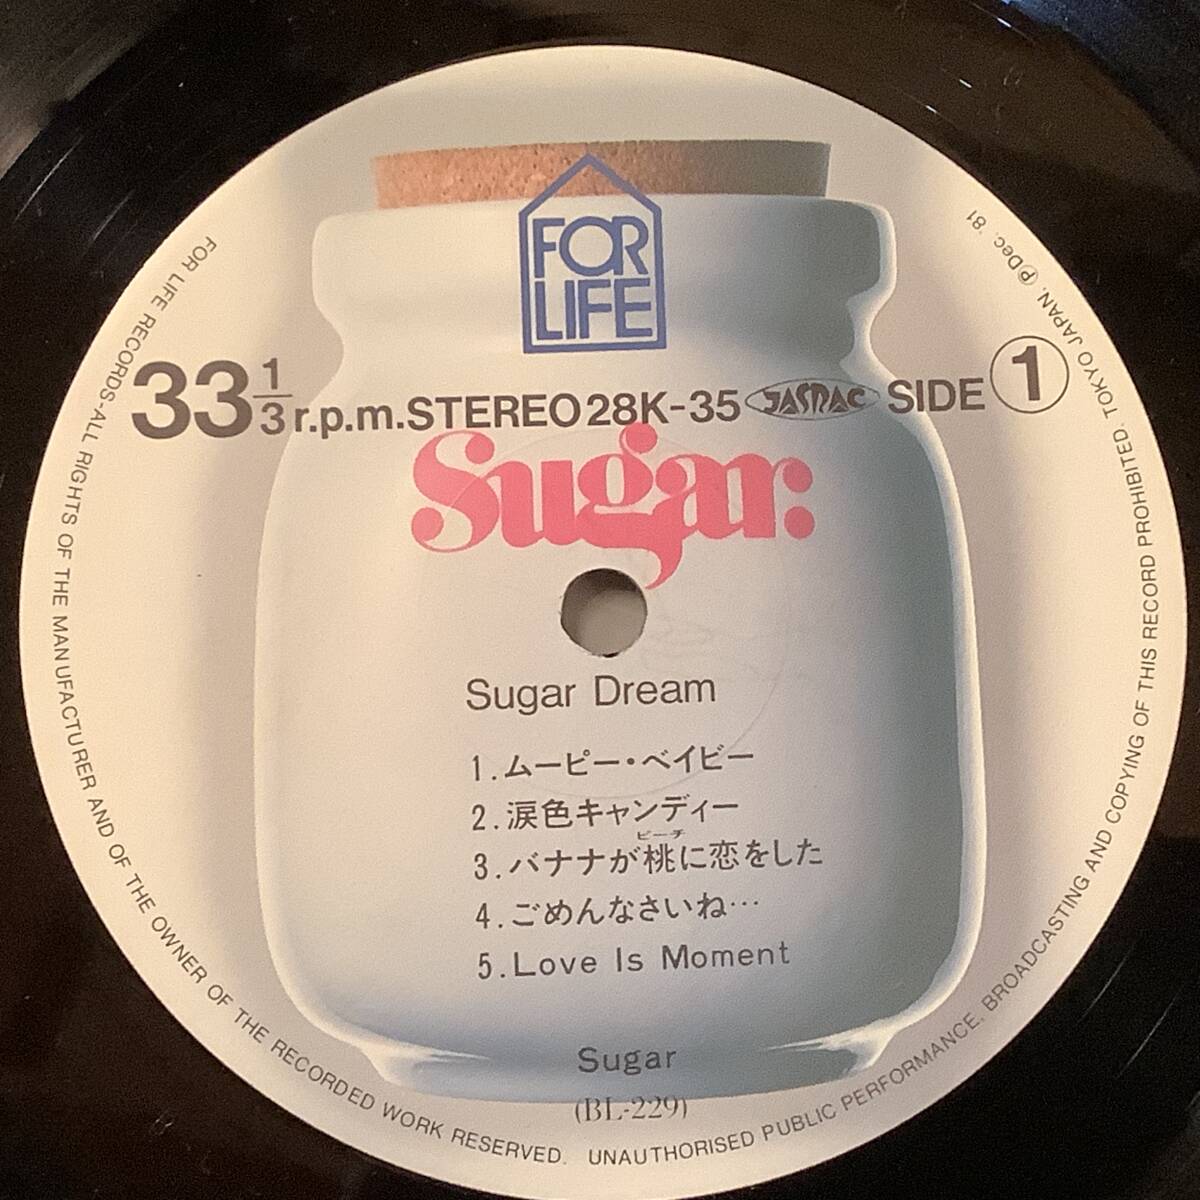 FOR
LIFE
33 1/3 r.p.m. STEREO 28K-35 JASRAC SIDE 1
Sugar:
Sugar Dream
1.ムーピー・ベイビー
2.涙色キャンディー
3.バナナが桃に恋をした
ピーチ
4.ごめんなさいね…
5.Love Is Moment
Sugar
(BL-229)
FOR LIFE RECORDS-ALL RIGHTS OF THE MANUFACTURER AND OF THE OWNER OF THE RECORDED WORK RESERVED. UNAUTHORISED PUBLIC PERFORMANCE, BROADCASTING AND COPYING OF THIS RECORD PROHIBITED. TOKYO JAPAN. ℗Dec. '81